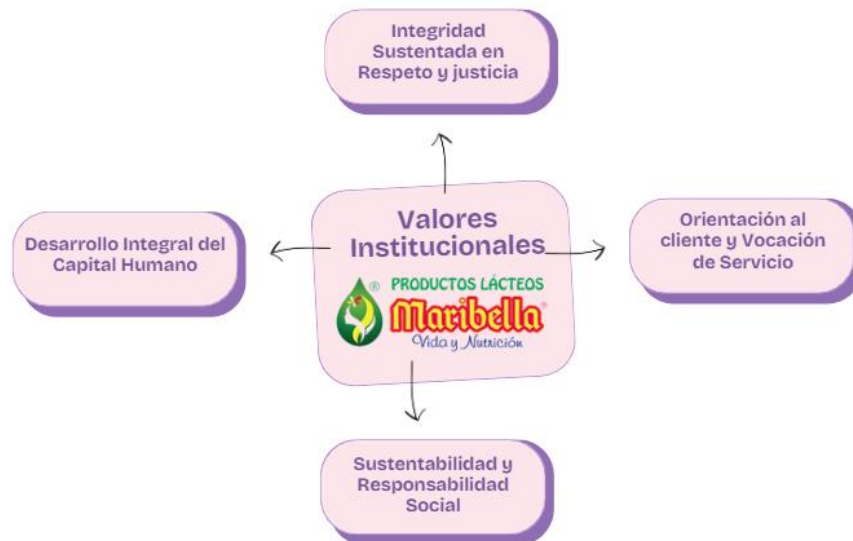 Integridad
Sustentada en
Respeto y justicia
Valores
Institucionales
Desarrollo Integral del
Capital Humano
Orientación al
cliente y Vocación
de Servicio
PRODUCTOS LÁCTEOS
®
Maribella®
Vida y Nutrición
Sustentabilidad y
Responsabilidad
Social